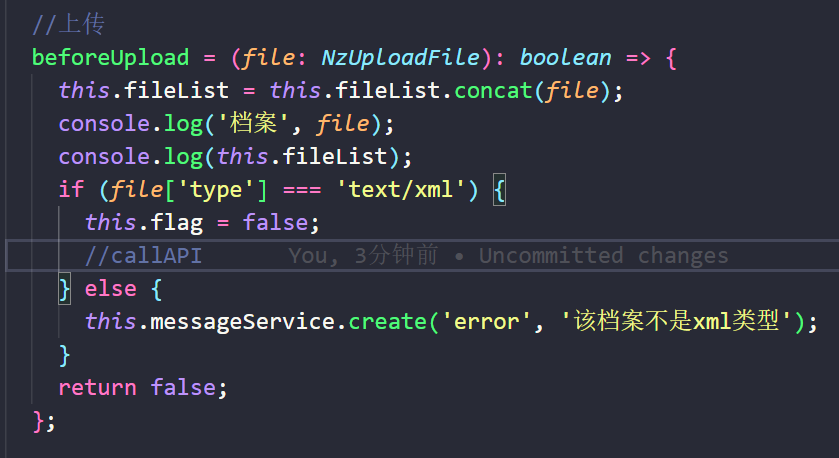 //上传
beforeUpload = (file: NzUploadFile): boolean => {
this.fileList = this.fileList.concat(file);
console.log('档案', file);
console.log(this.fileList);
if (file['type'] === 'text/xml') {
this.flag = false;
//callAPI You, 3分钟前 • Uncommitted changes
} else {
this.messageService.create('error', '该档案不是xml类型');
}
return false;
};